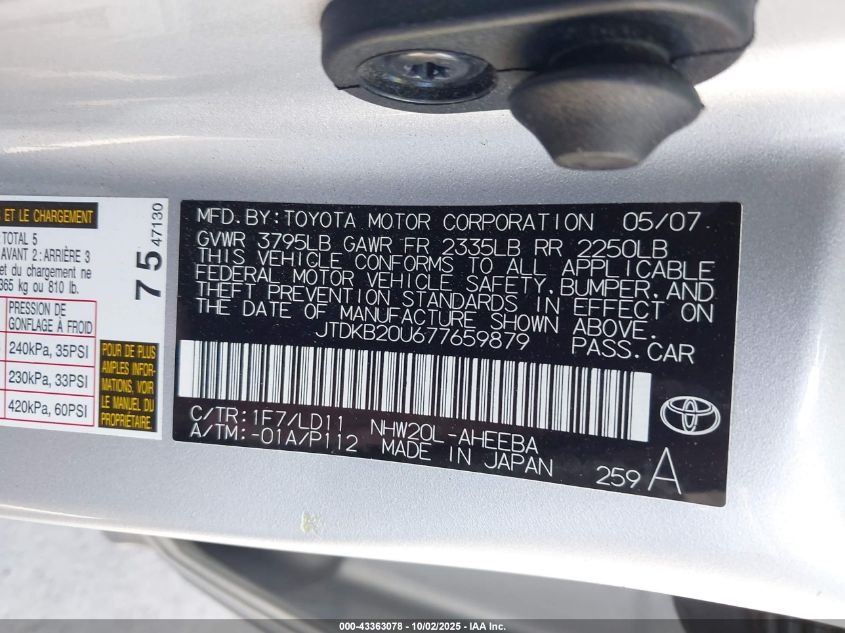 ET LE CHARGEMENT
TOTAL 5
AVANT 2: ARRIÈRE 3
et du chargement ne
365 kg ou 810 lb.
75 47130
PRESSION DE
GONFLAGE À FROID
240kPa, 35PSI
230kPa, 33PSI
420kPa, 60PSI
POUR DE PLUS
AMPLES INFOR-
MATIONS, VOIR
LE MANUEL DU
PROPRIÉTAIRE.
MFD. BY: TOYOTA MOTOR CORPORATION 05/07
GVWR 3795LB GAWR FR 2335LB RR 2250LB
THIS VEHICLE CONFORMS TO ALL APPLICABLE
FEDERAL MOTOR VEHICLE SAFETY, BUMPER, AND
THEFT PREVENTION STANDARDS IN EFFECT ON
THE DATE OF MANUFACTURE SHOWN ABOVE.
JTDKB20U677659879 PASS. CAR
C/TR: 1F7/LD11 NHW20L-AHEEBA
A/TM: -01A/P112 MADE IN JAPAN
259 A
000-43363078 - 10/02/2025 - IAA Inc.